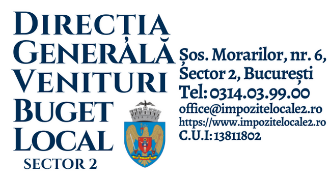 DIRECȚIA
GENERALĂ
VENITURI
BUGET
LOCAL
SECTOR 2
Șos. Morarilor, nr. 6,
Sector 2, București
Tel: 0314.03.99.00
office@impozitelocale2.ro
https://www.impozitelocale2.ro
C.U.I: 13811802